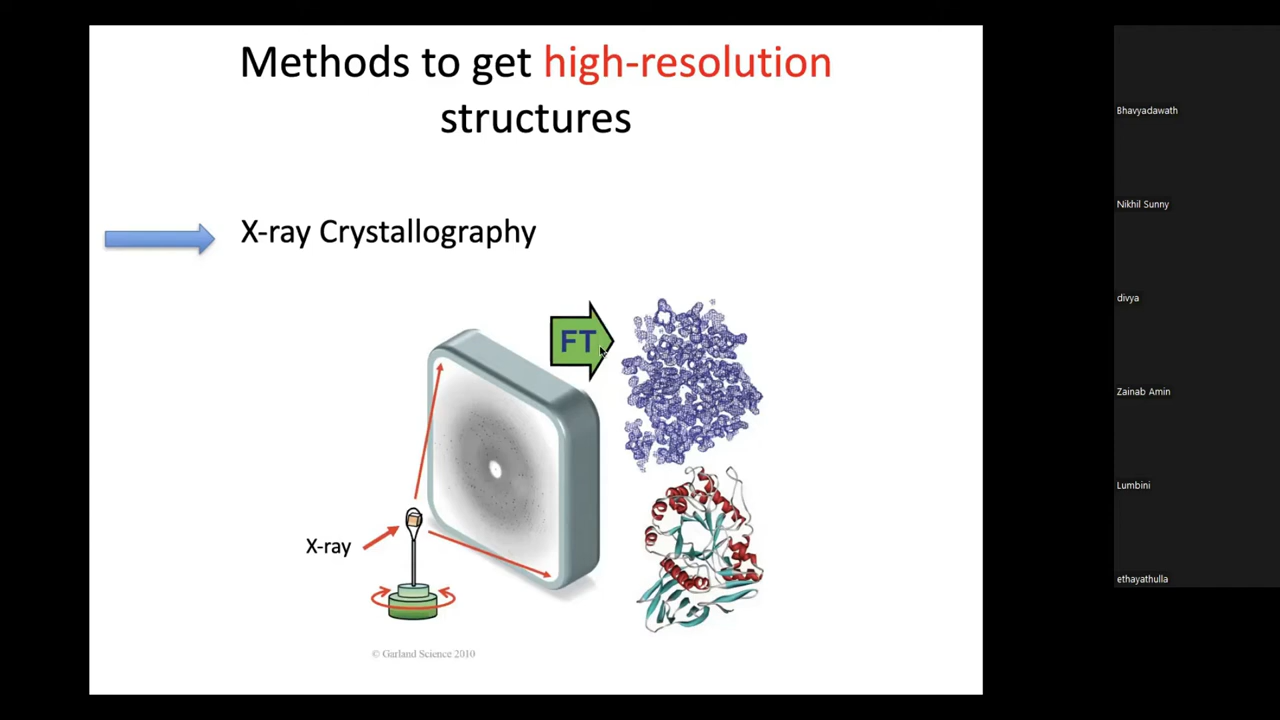 Methods to get high-resolution
structures
X-ray Crystallography
FT
X-ray
© Garland Science 2010
Bhavyadawath
Nikhil Sunny
divya
Zainab Amin
Lumbini
ethayathulla